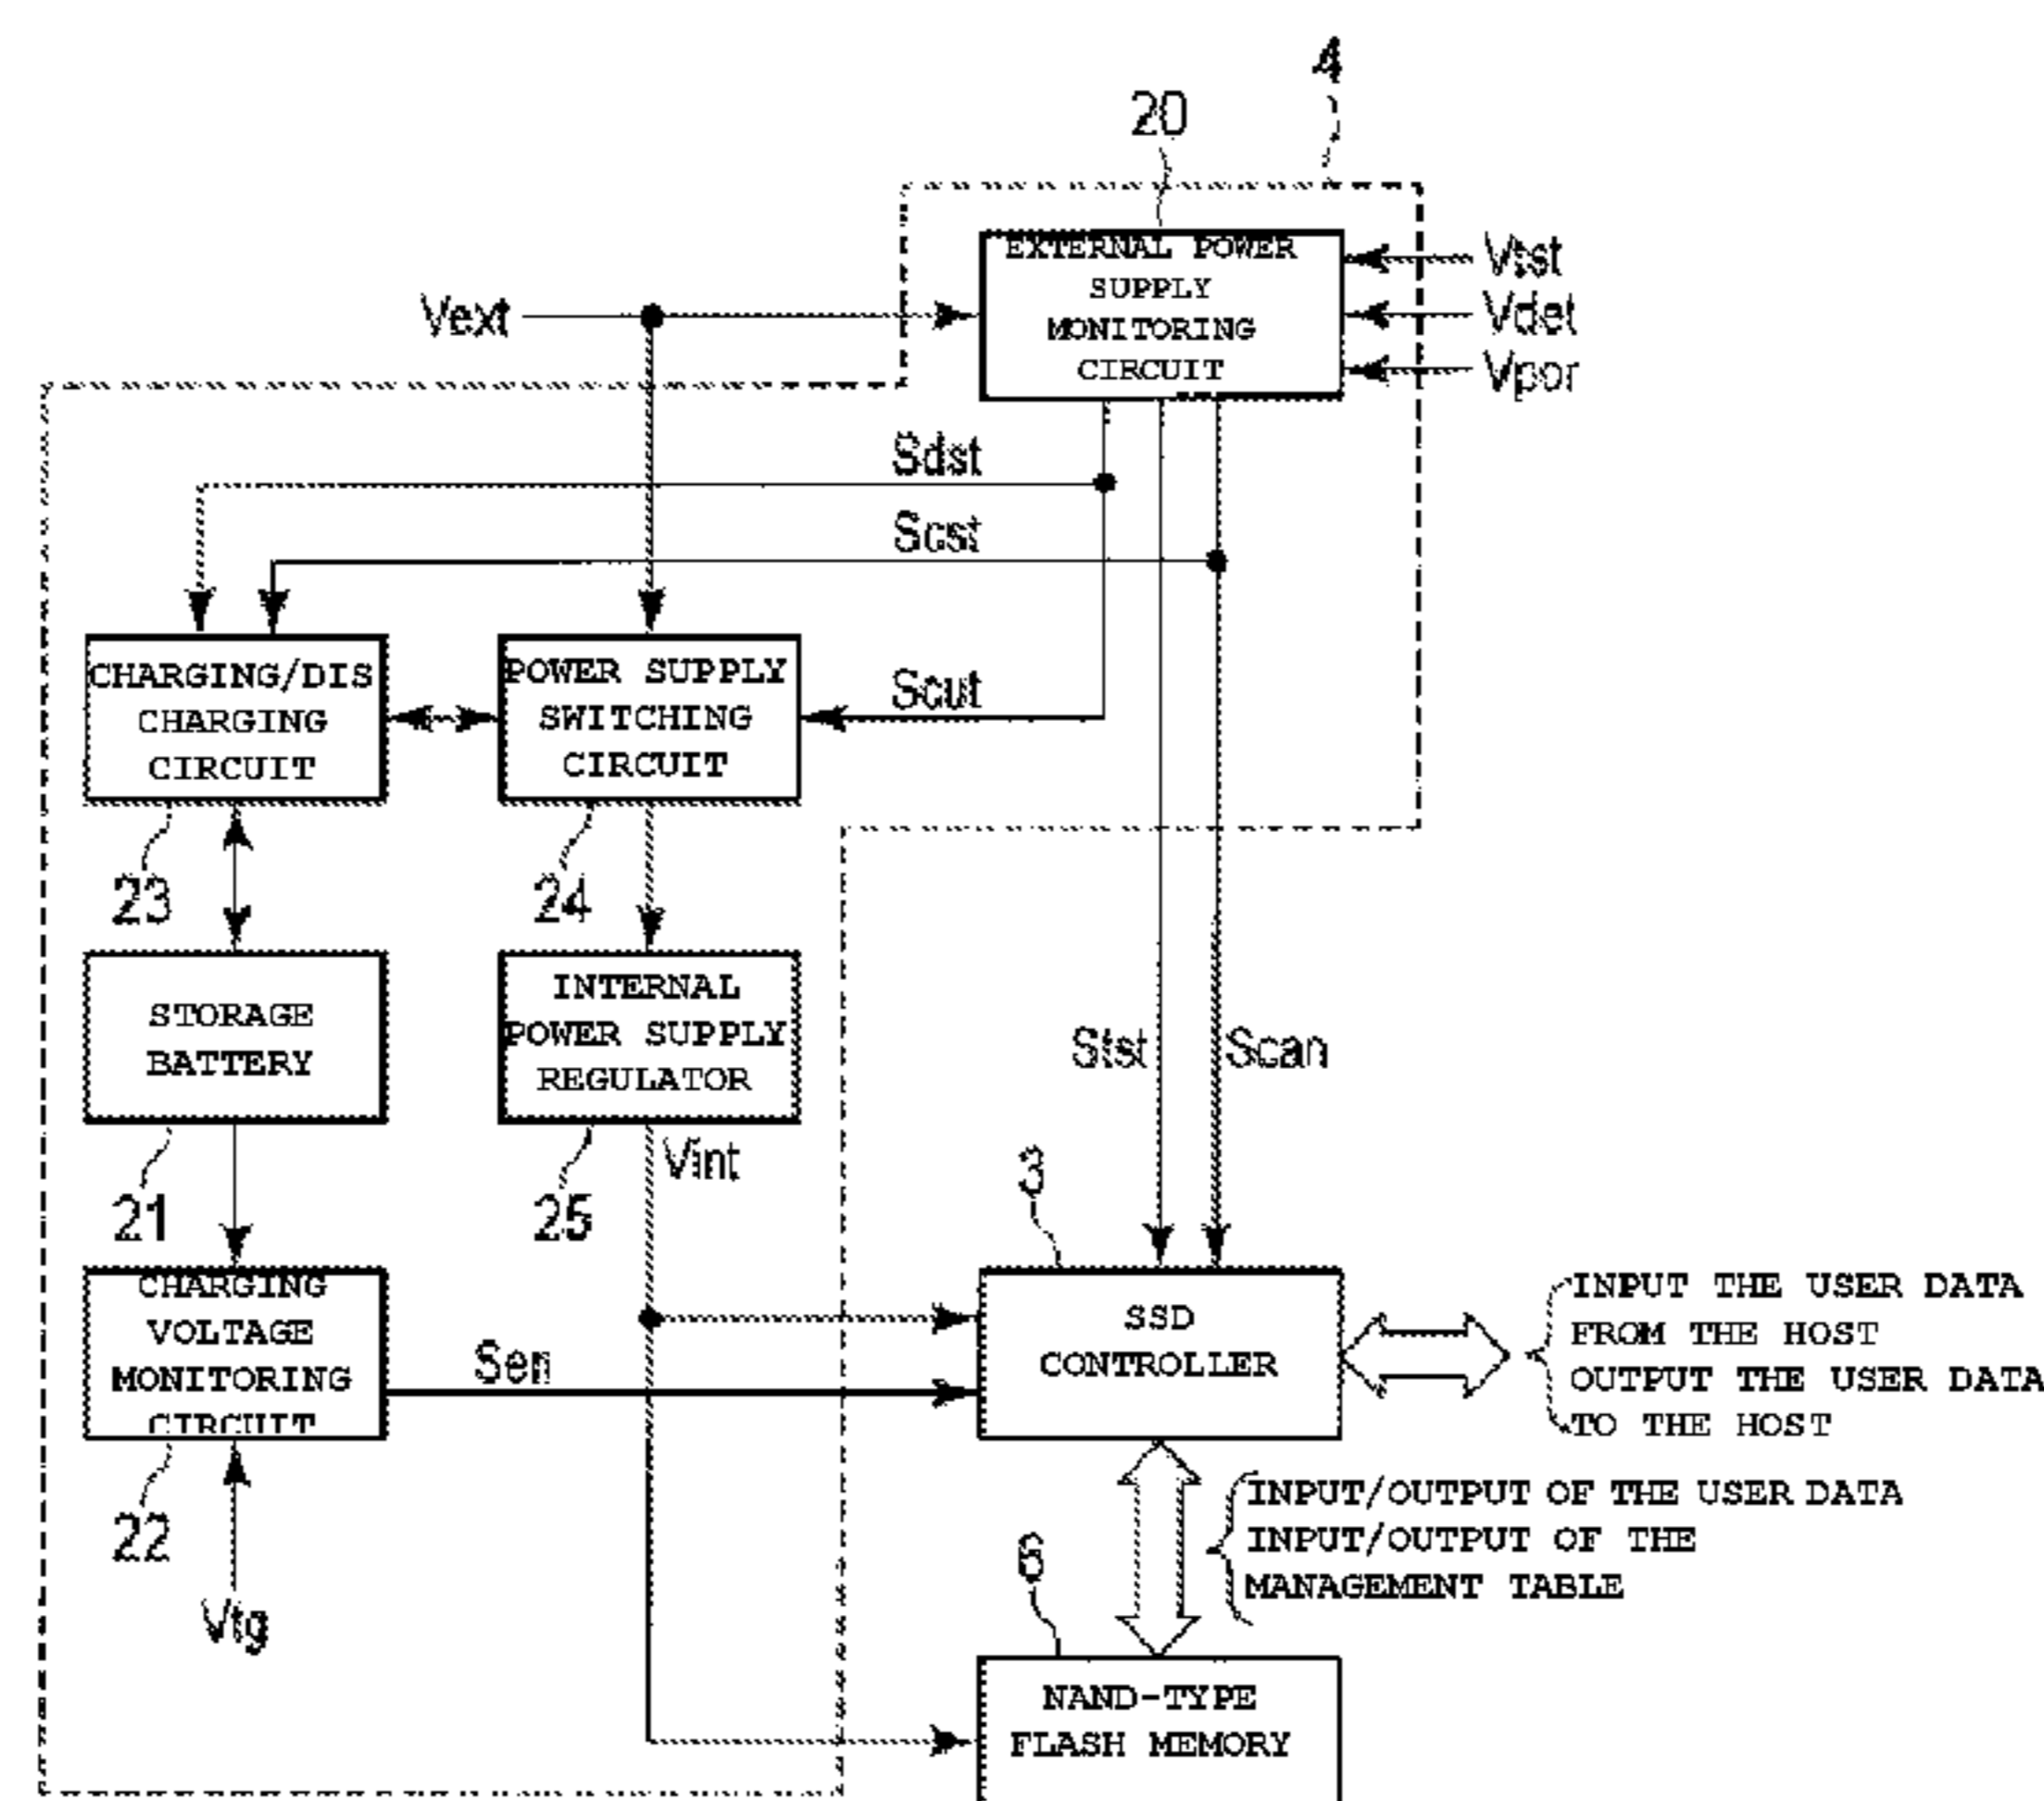 4
20
EXTERNAL POWER
SUPPLY
MONITORING
CIRCUIT
Vext
Vtst
Vdet
Vpor
Sdst
Scst
CHARGING/DIS
CHARGING
CIRCUIT
POWER SUPPLY
SWITCHING
CIRCUIT
Scut
23
24
STORAGE
BATTERY
INTERNAL
POWER SUPPLY
REGULATOR
Stst
Scan
21
25
Vint
3
CHARGING
VOLTAGE
MONITORING
CIRCUIT
Sen
SSD
CONTROLLER
INPUT THE USER DATA
FROM THE HOST
OUTPUT THE USER DATA
TO THE HOST
22
Vtg
INPUT/OUTPUT OF THE USER DATA
INPUT/OUTPUT OF THE
MANAGEMENT TABLE
6
NAND-TYPE
FLASH MEMORY